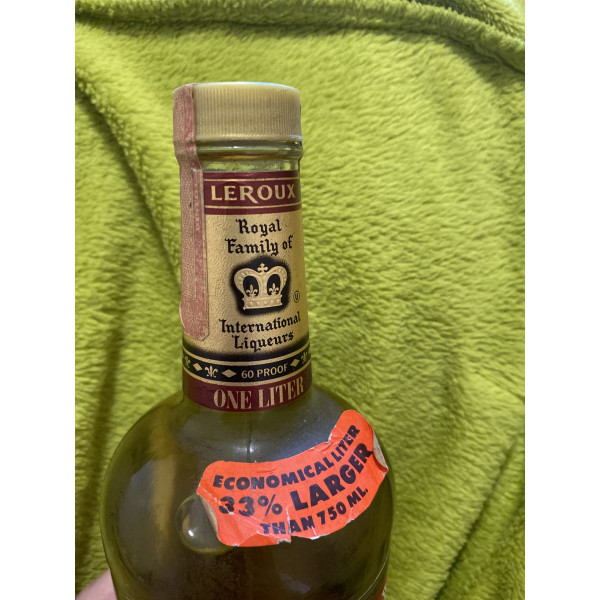 LEROUX
Royal
Family of
U
International
Liqueurs
60 PROOF
ONE LITER
ECONOMICAL LITER
33% LARGER
THAN 750 ML.